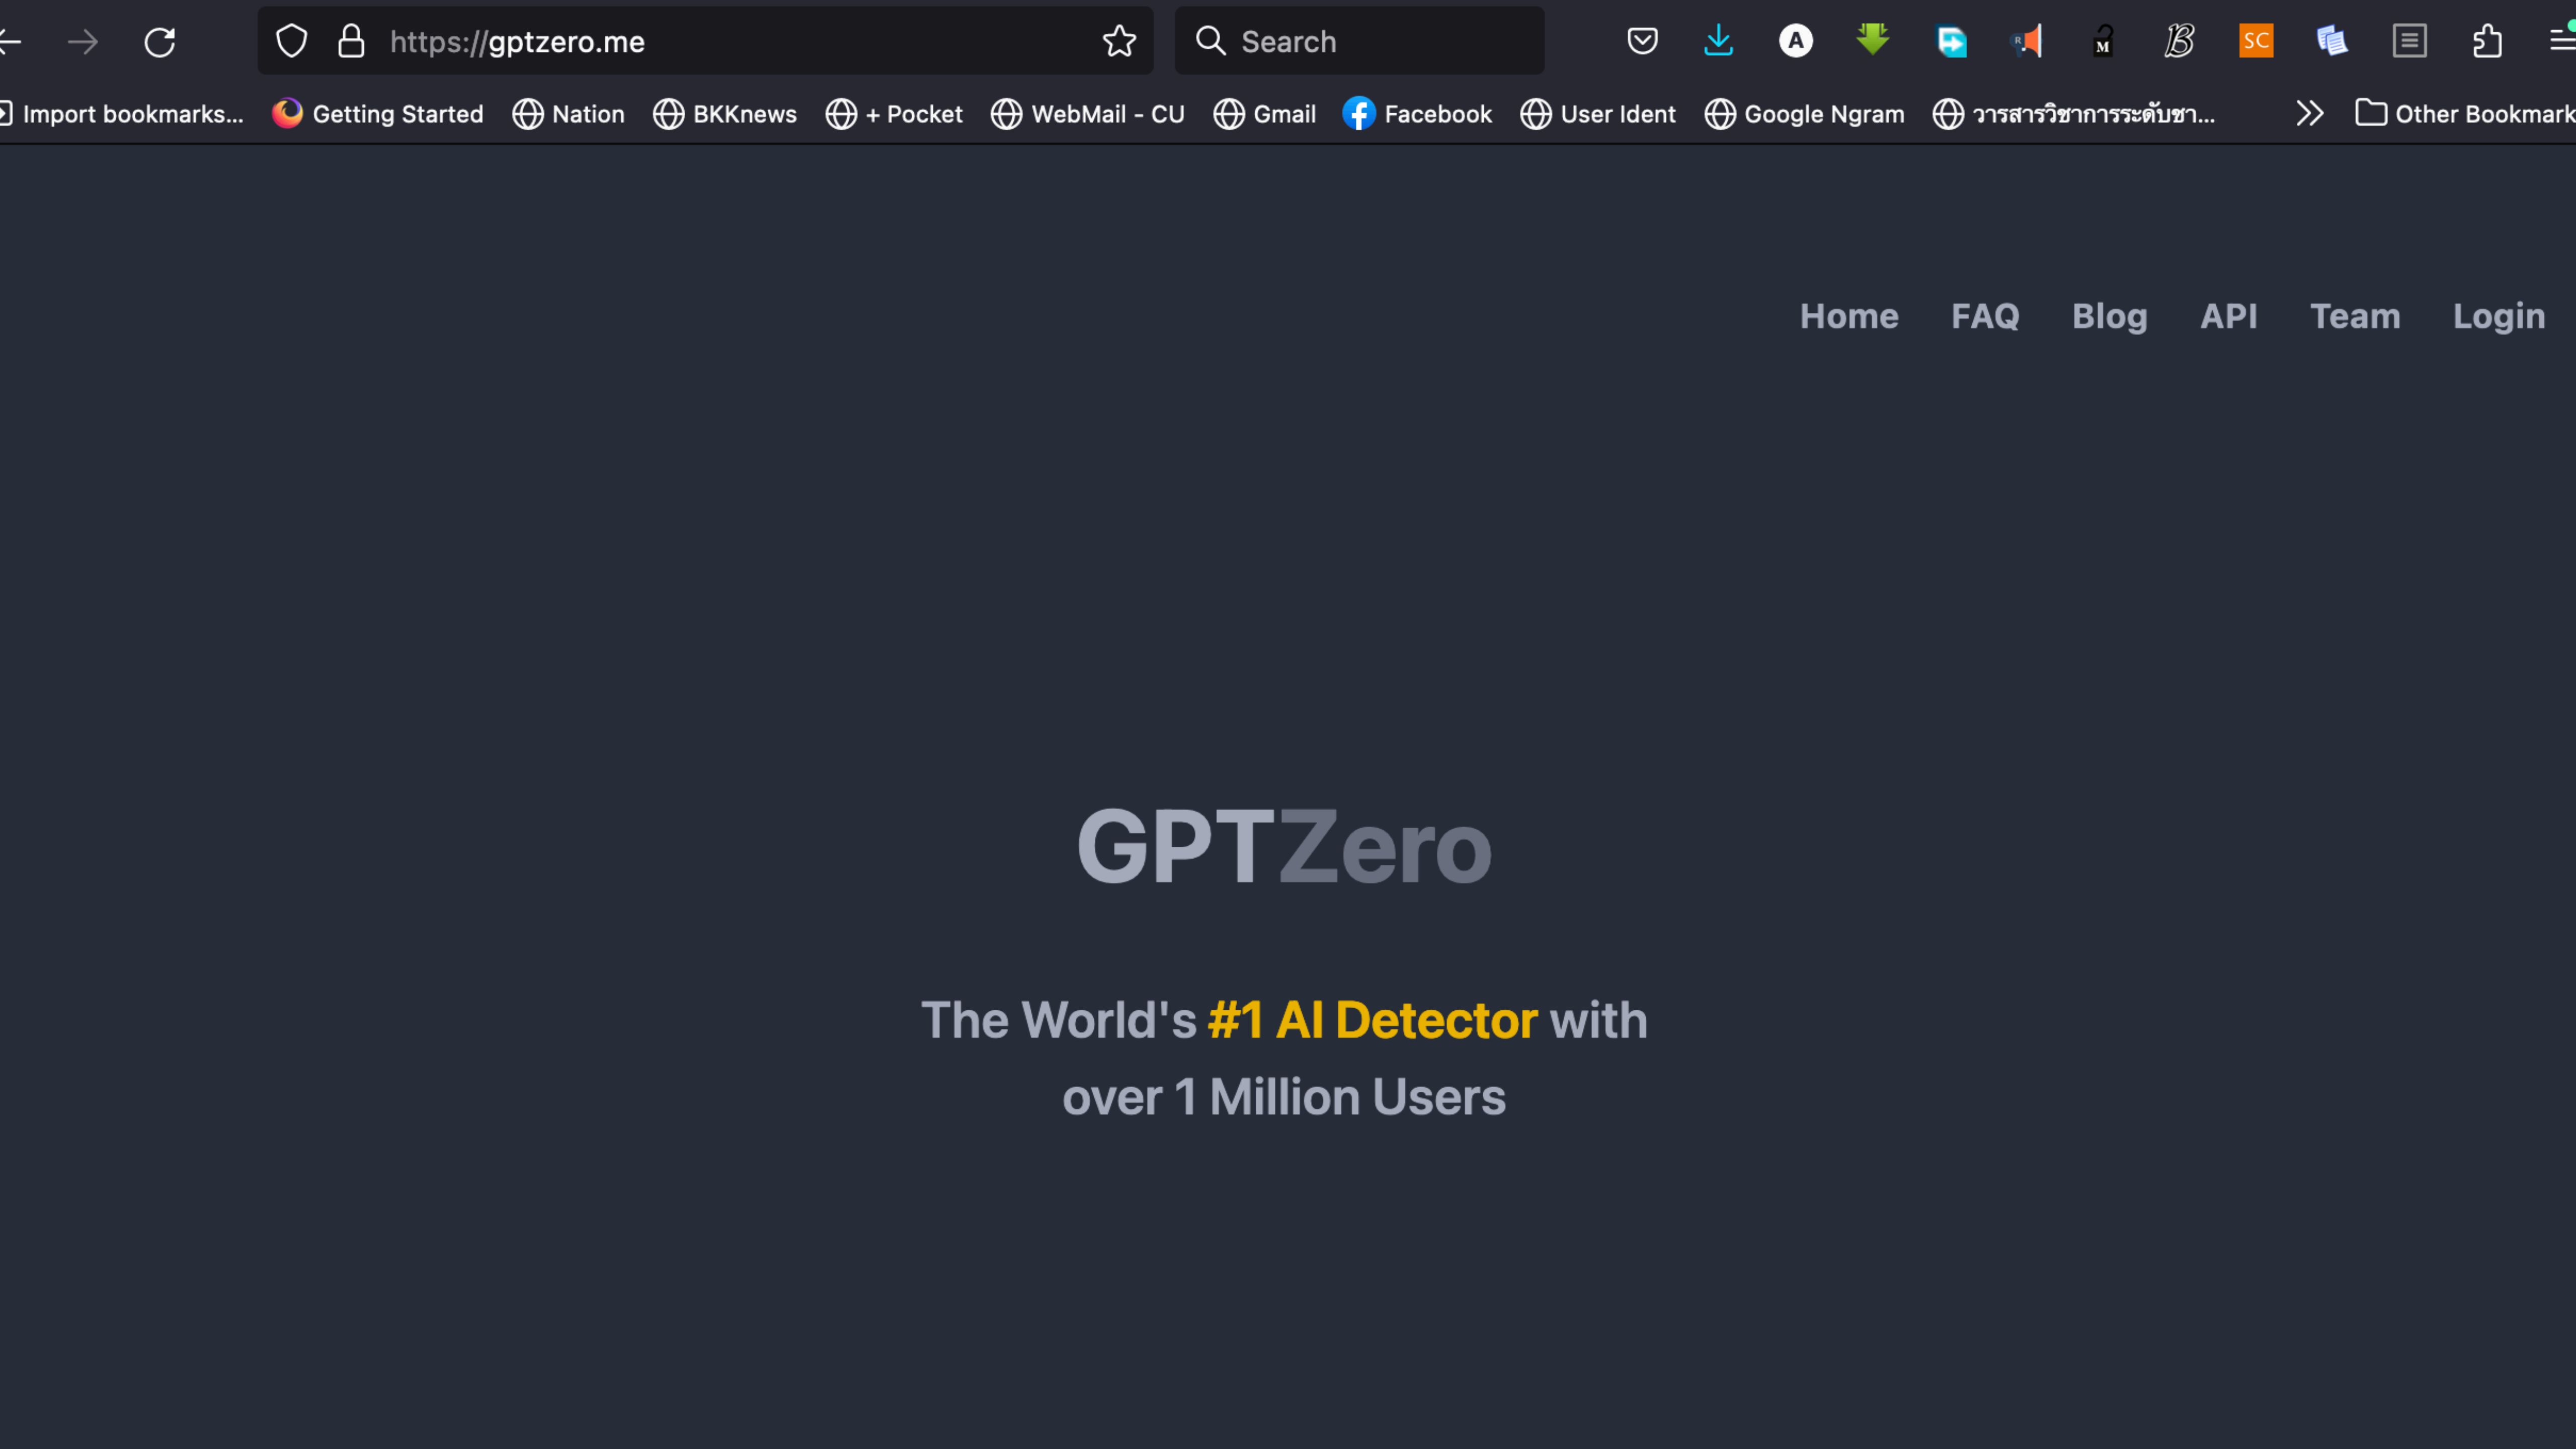 https://gptzero.me
Search
A
R
M
B
SC
Import bookmarks... Getting Started Nation BKKnews + Pocket WebMail - CU Gmail Facebook User Ident Google Ngram วารสารวิชาการระดับชา... Other Bookmark
Home FAQ Blog API Team Login
GPTZero
The World's #1 AI Detector with
over 1 Million Users